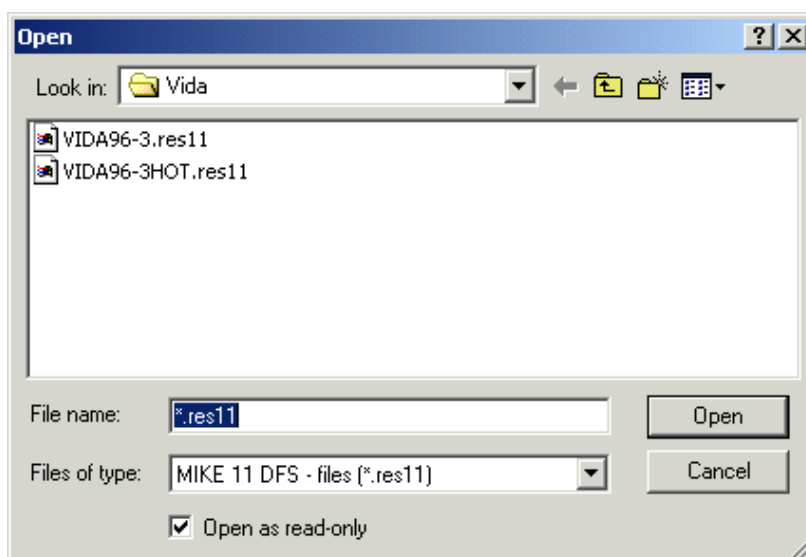 Open
Look in: Vida
VIDA96-3.res11
VIDA96-3HOT.res11
File name: *.res11 Open
Files of type: MIKE 11 DFS - files (*.res11) Cancel
Open as read-only